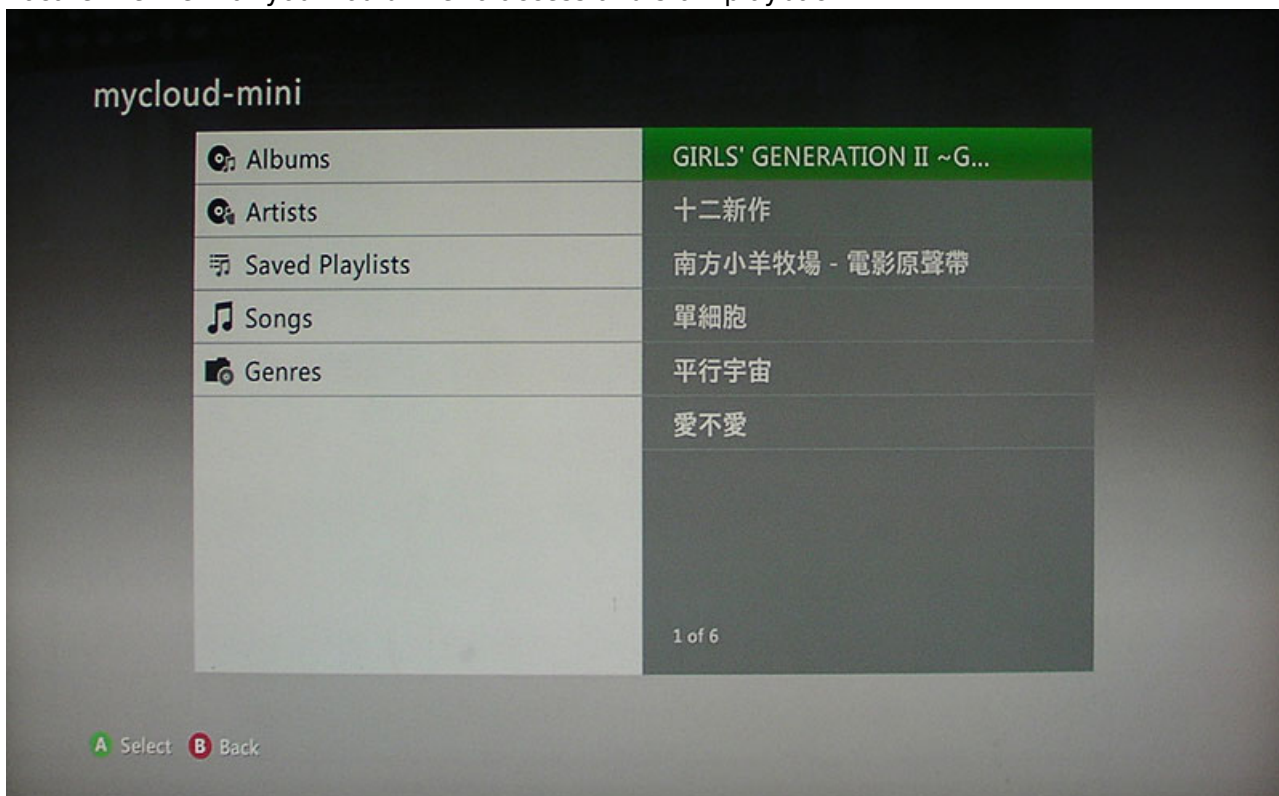 mycloud-mini
Albums
Artists
Saved Playlists
Songs
Genres
GIRLS' GENERATION II ~G...
十二新作
南方小羊牧場 - 電影原聲帶
單細胞
平行宇宙
愛不愛
1 of 6
A Select B Back